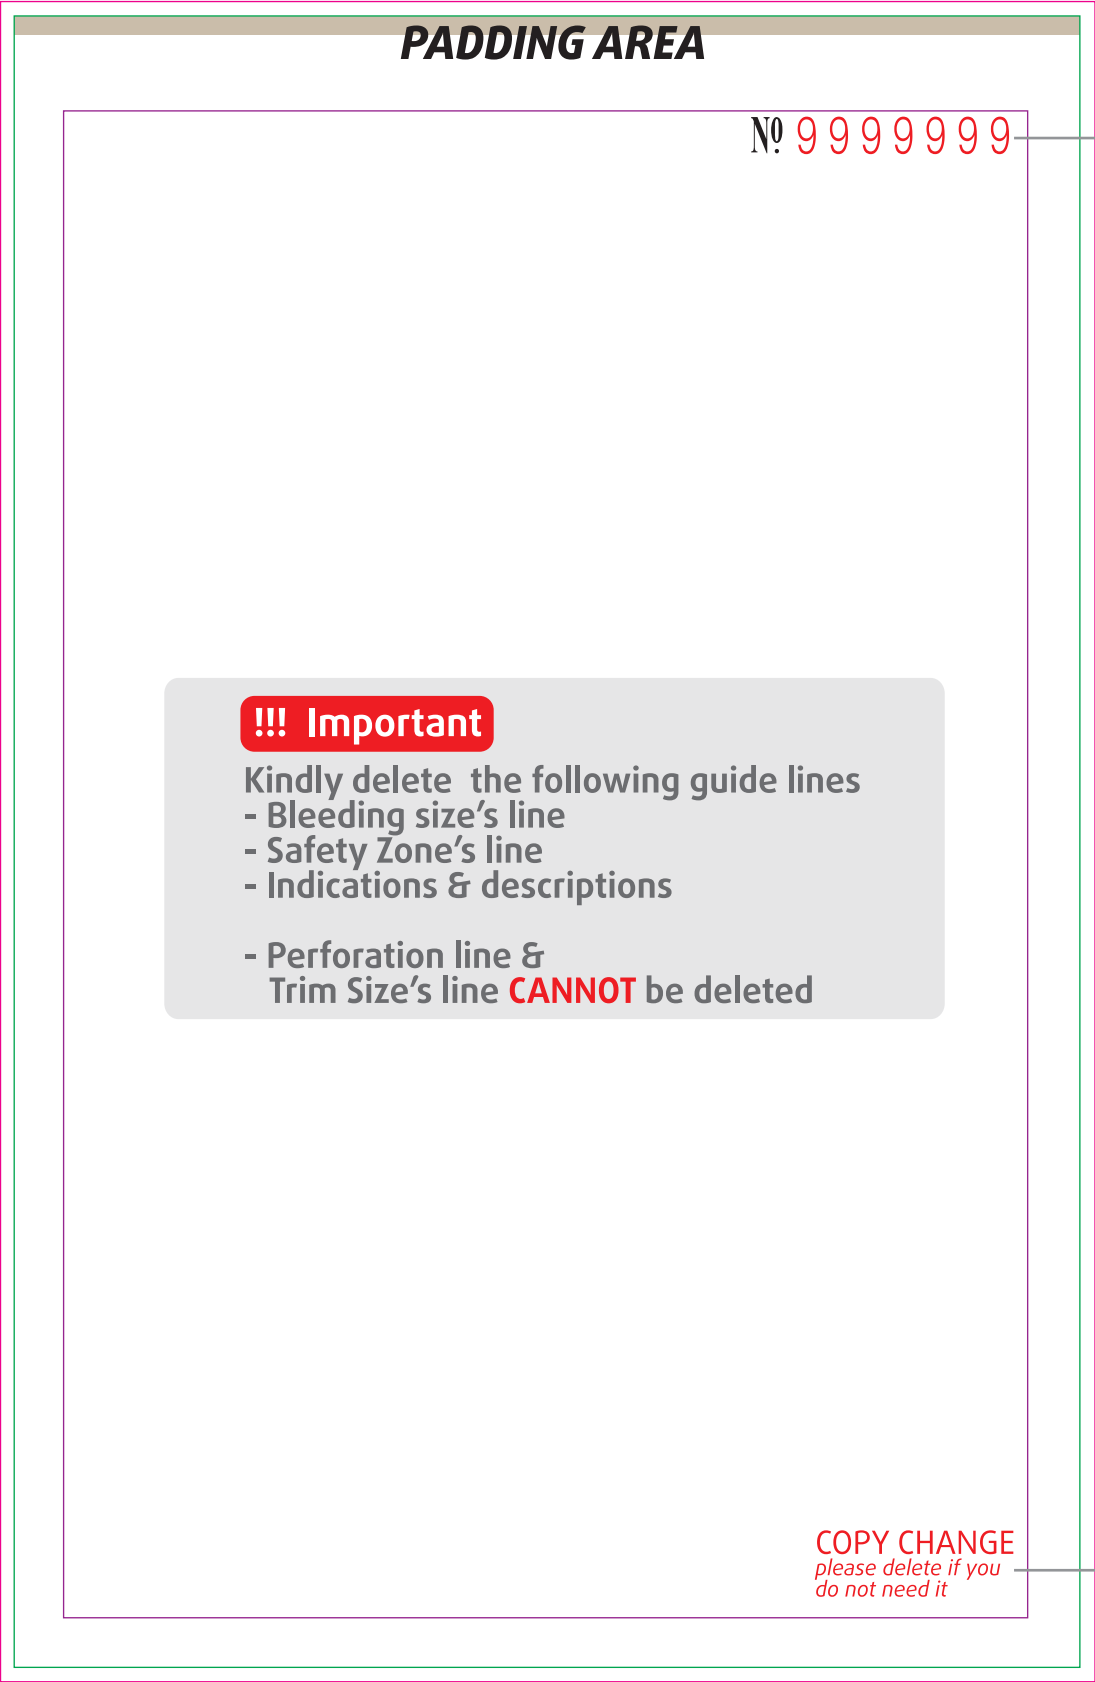 PADDING AREA
Nº 9999999
!!! Important
Kindly delete  the following guide lines
- Bleeding size’s line
- Safety Zone’s line
- Indications & descriptions
- Perforation line &
Trim Size’s line CANNOT be deleted
COPY CHANGE
please delete if you
do not need it